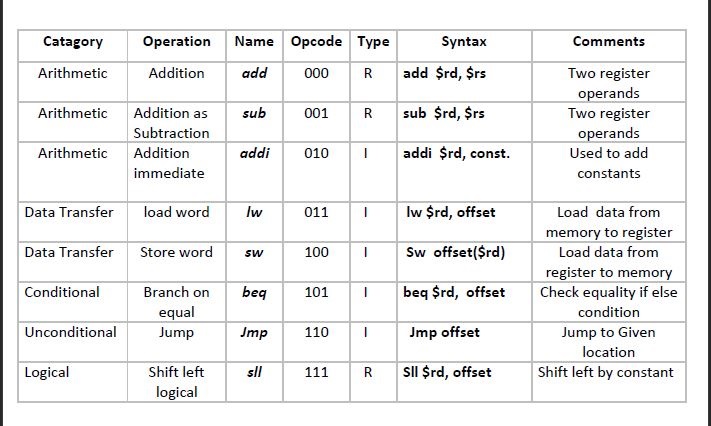 Catagory Operation Name Opcode Type Syntax Comments
Arithmetic Addition add 000 R add $rd, $rs Two register
operands
Arithmetic Addition as sub 001 R sub $rd, $rs Two register
Subtraction operands
Arithmetic Addition addi 010 I addi $rd, const. Used to add
immediate constants
Data Transfer load word lw 011 I lw $rd, offset Load data from
memory to register
Data Transfer Store word sw 100 I Sw offset($rd) Load data from
register to memory
Conditional Branch on beq 101 I beq $rd, offset Check equality if else
equal condition
Unconditional Jump Jmp 110 I Jmp offset Jump to Given
location
Logical Shift left sll 111 R Sll $rd, offset Shift left by constant
logical